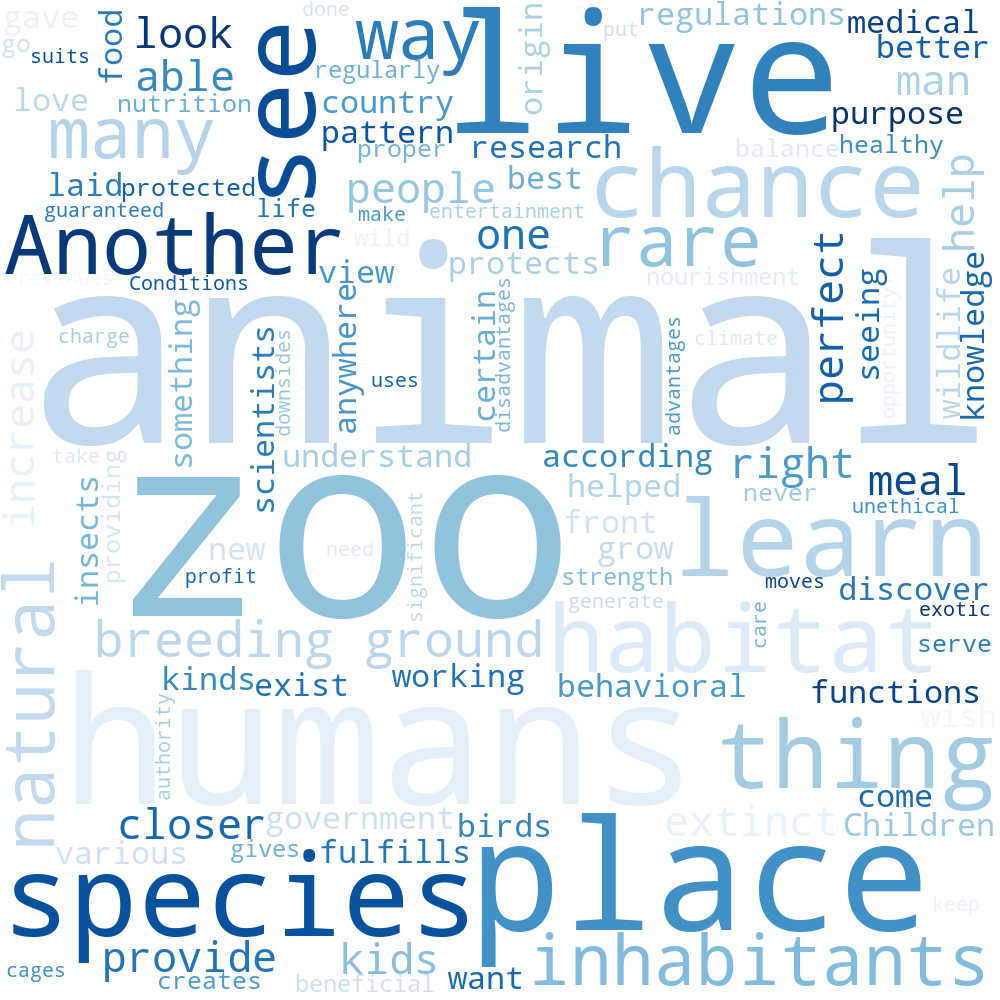 gave
done
regulations
medical
go
suits
food
look
see
way
live
put
origin
better
able
regularly
man
love
nutrition
country
purpose
many
pattern
proper
research
balance
healthy
chance
laid
protected
people
best
help
guaranteed
life
make
entertainment
Another
wild
one
rare
view
protects
nourishment
revenues
Conditions
animal
perfect
seeing
wildlife
knowledge
opportunity
anywhere
certain
disadvantages
something
scientists
downsides
charge
uses
advantages
climate
increase
take
understand
according
right
meal
zoo
insects
providing
helped
never
unethical
learn
significant
front
new
need
grow
profit
strength
moves
discover
generate
care
exotic
natural
breeding
ground
habitat
serve
kinds
exist
working
behavioral
functions
humans
authority
wish
thing
come
closer
government
birds
extinct
Children
various
gives
fulfills
species
place
keep
provide
kids
inhabitants
cages
creates
beneficial
want